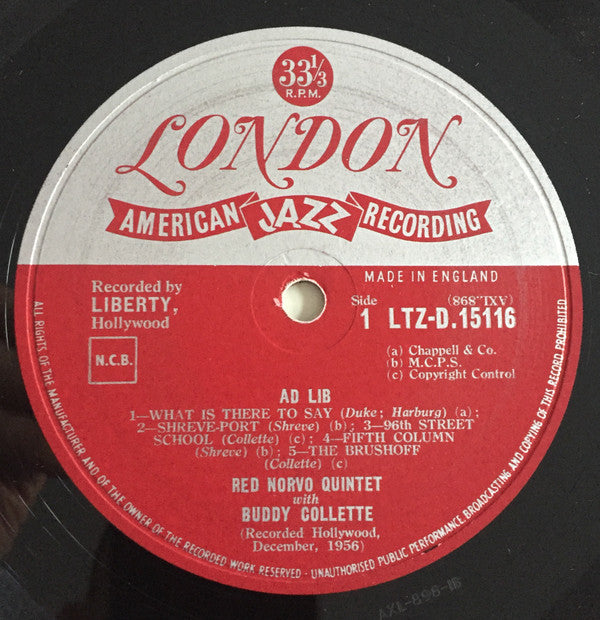 33⅓
R.P.M.
LONDON
AMERICAN JAZZ RECORDING
Recorded by
LIBERTY,
Hollywood
N.C.B.
MADE IN ENGLAND
Side (AXL.898)
1 LTZ-D.15116
(a) Chappell & Co.
(b) M.C.P.S.
(c) Copyright Control
AD LIB
1—WHAT IS THERE TO SAY (Duke; Harburg) (a);
2—SHREVE-PORT (Shreve) (b); 3—96th STREET
SCHOOL (Collette) (c); 4—FIFTH COLUMN
(Shreve) (b); 5—THE BRUSHOFF
(Collette) (c)
RED NORVO QUINTET
with
BUDDY COLLETTE
(Recorded Hollywood,
December, 1956)
ALL RIGHTS OF THE MANUFACTURER AND OF THE OWNER OF THE RECORDED WORK RESERVED - UNAUTHORISED PUBLIC PERFORMANCE BROADCASTING AND COPYING OF THIS RECORD PROHIBITED